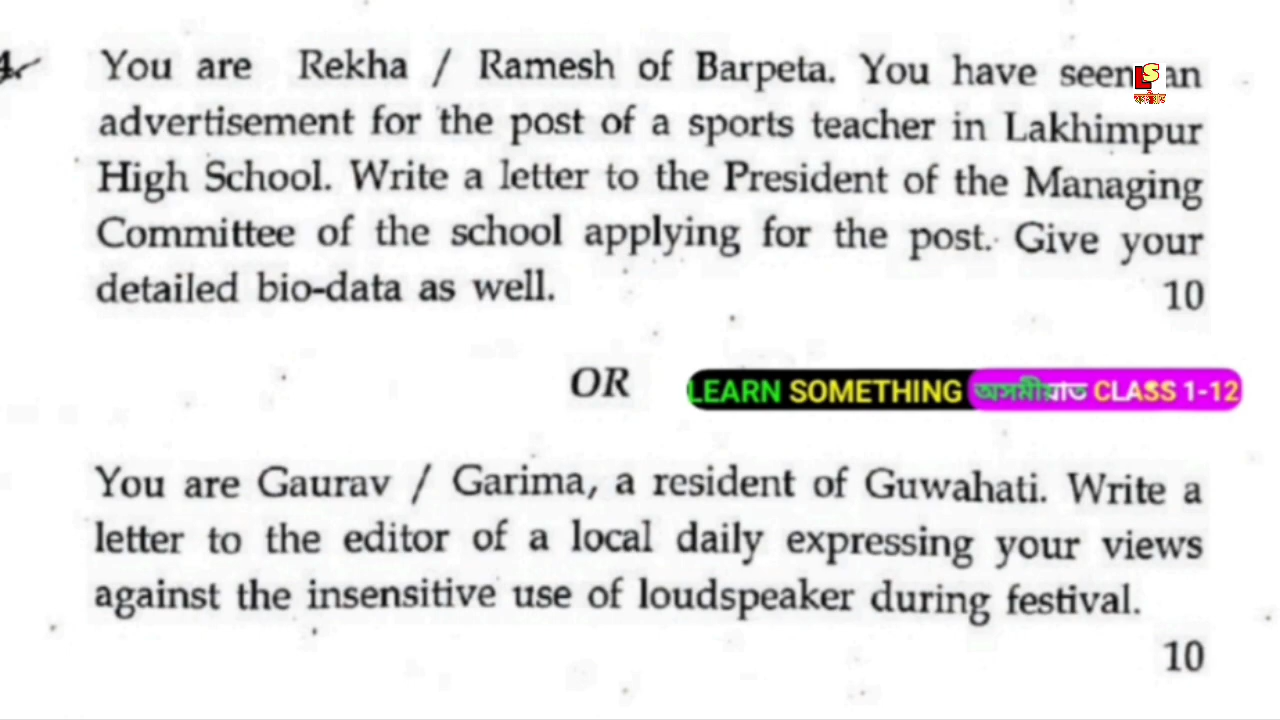 4. You are Rekha / Ramesh of Barpeta. You have seen an
LS
advertisement for the post of a sports teacher in Lakhimpur
High School. Write a letter to the President of the Managing
Committee of the school applying for the post. Give your
detailed bio-data as well. 10
OR
LEARN SOMETHING অসমীয়াত CLASS 1-12
You are Gaurav / Garima, a resident of Guwahati. Write a
letter to the editor of a local daily expressing your views
against the insensitive use of loudspeaker during festival.
10